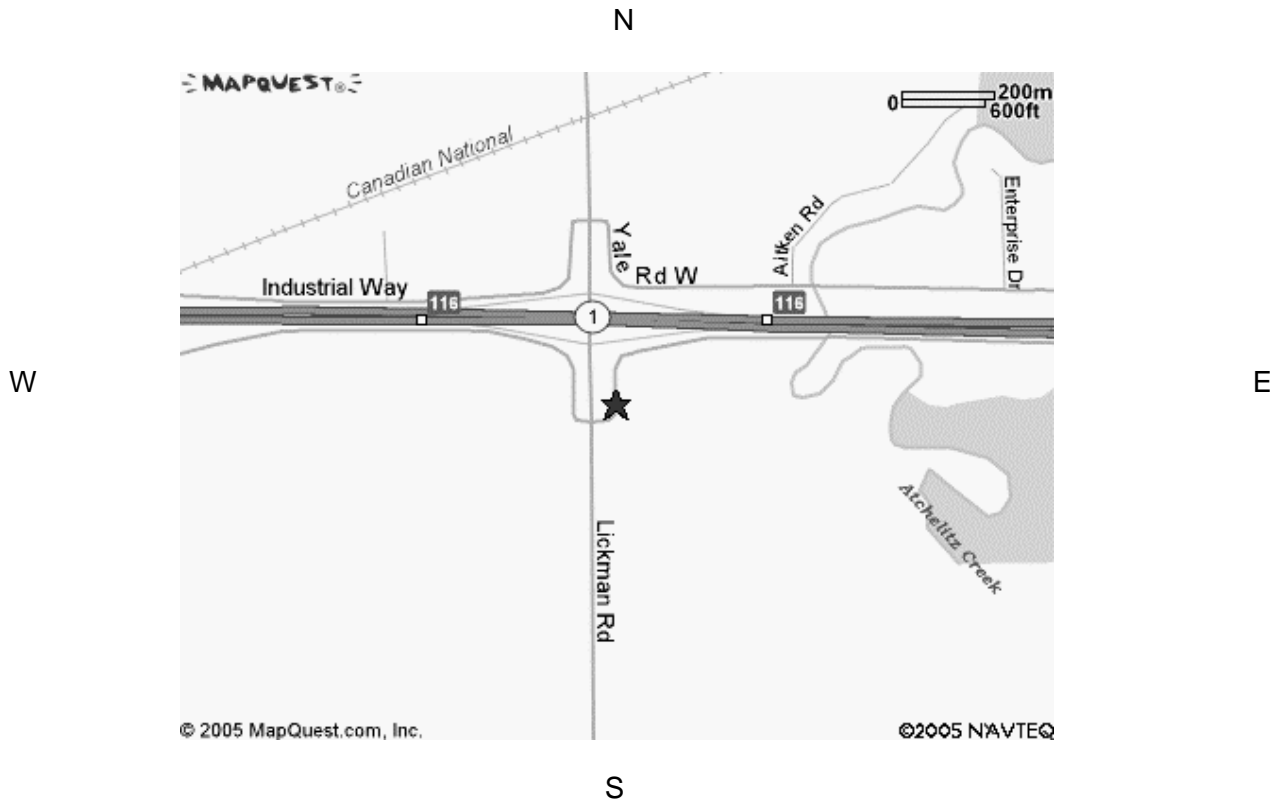 N
MAPQUEST®
0 200m
600ft
Canadian National
Enterprise Dr
Aitken Rd
Yale
Rd W
Industrial Way
116
116
1
W
E
Atchelitz Creek
Lickman Rd
© 2005 MapQuest.com, Inc.
©2005 NAVTEQ
S